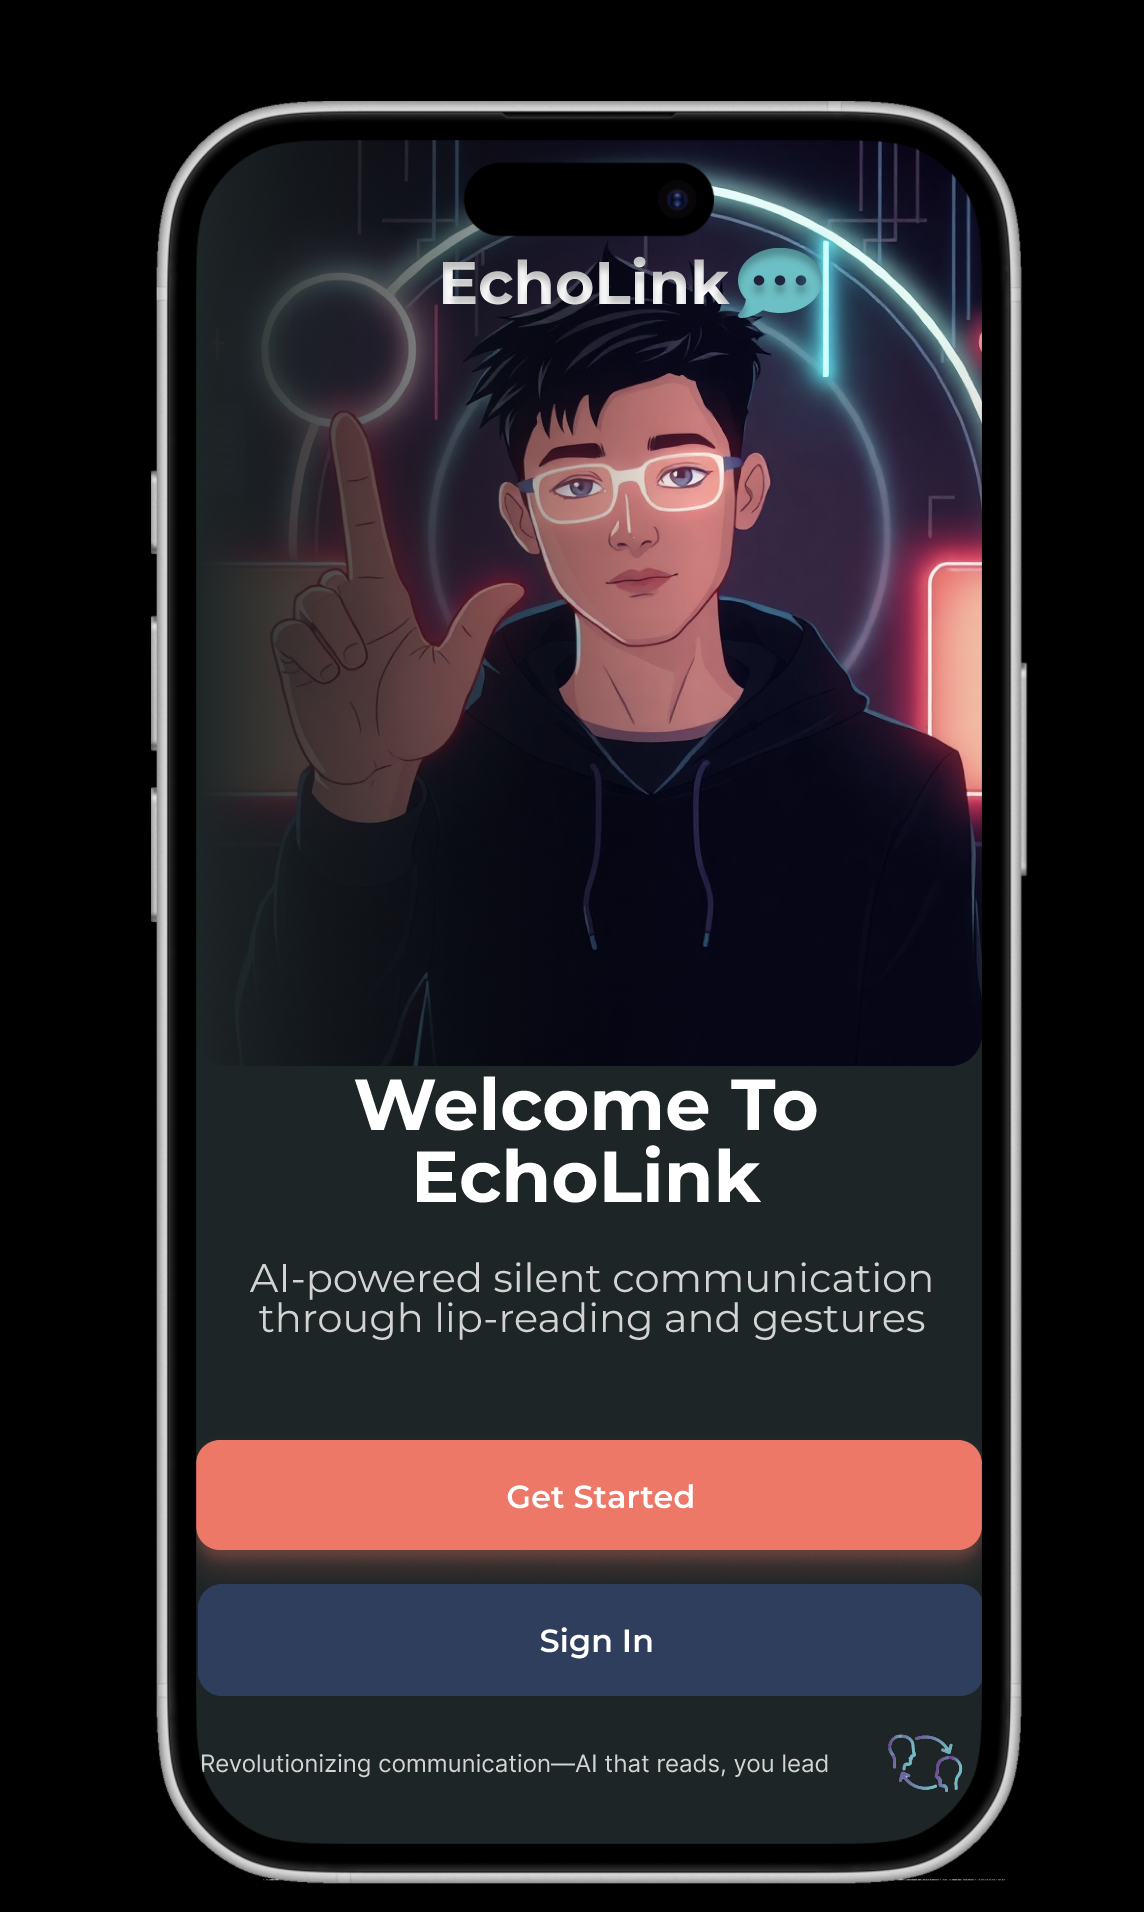 EchoLink
Welcome To
EchoLink
AI-powered silent communication
through lip-reading and gestures
Get Started
Sign In
Revolutionizing communication—AI that reads, you lead